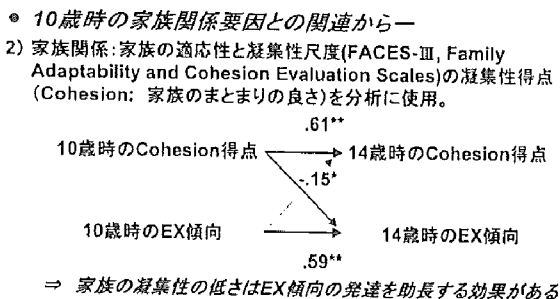 ● 10歳時の家族関係要因との関連から―
2) 家族関係:家族の適応性と凝集性尺度(FACES-Ⅲ, Family
Adaptability and Cohesion Evaluation Scales)の凝集性得点
(Cohesion: 家族のまとまりの良さ)を分析に使用。
.61**
10歳時のCohesion得点 14歳時のCohesion得点
-.15*
10歳時のEX傾向 14歳時のEX傾向
.59**
⇒ 家族の凝集性の低さはEX傾向の発達を助長する効果がある